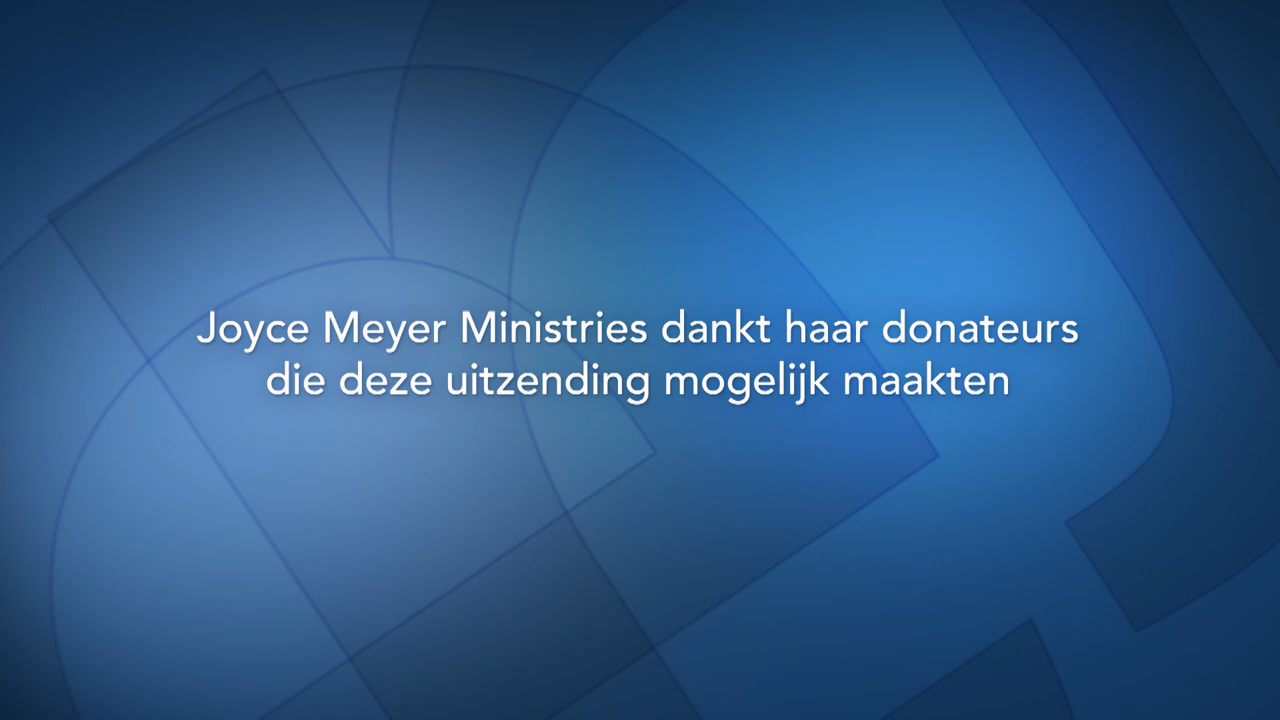 Joyce Meyer Ministries dankt haar donateurs
die deze uitzending mogelijk maakten